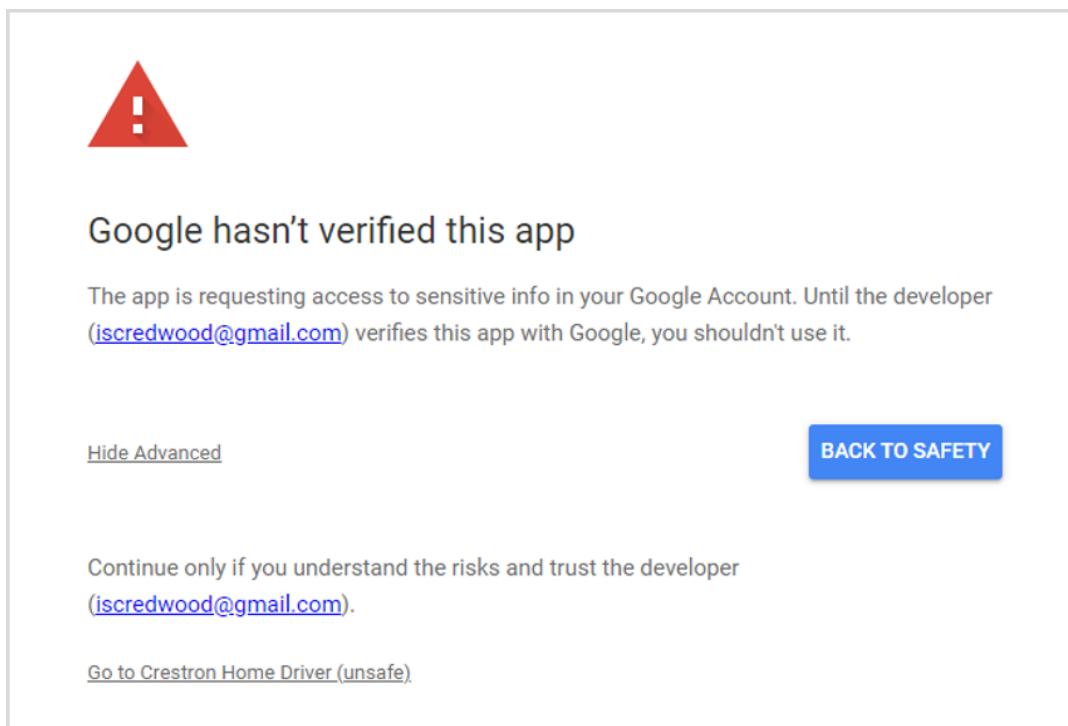 Google hasn’t verified this app
The app is requesting access to sensitive info in your Google Account. Until the developer
(iscredwood@gmail.com) verifies this app with Google, you shouldn't use it.
Hide Advanced
BACK TO SAFETY
Continue only if you understand the risks and trust the developer
(iscredwood@gmail.com).
Go to Crestron Home Driver (unsafe)